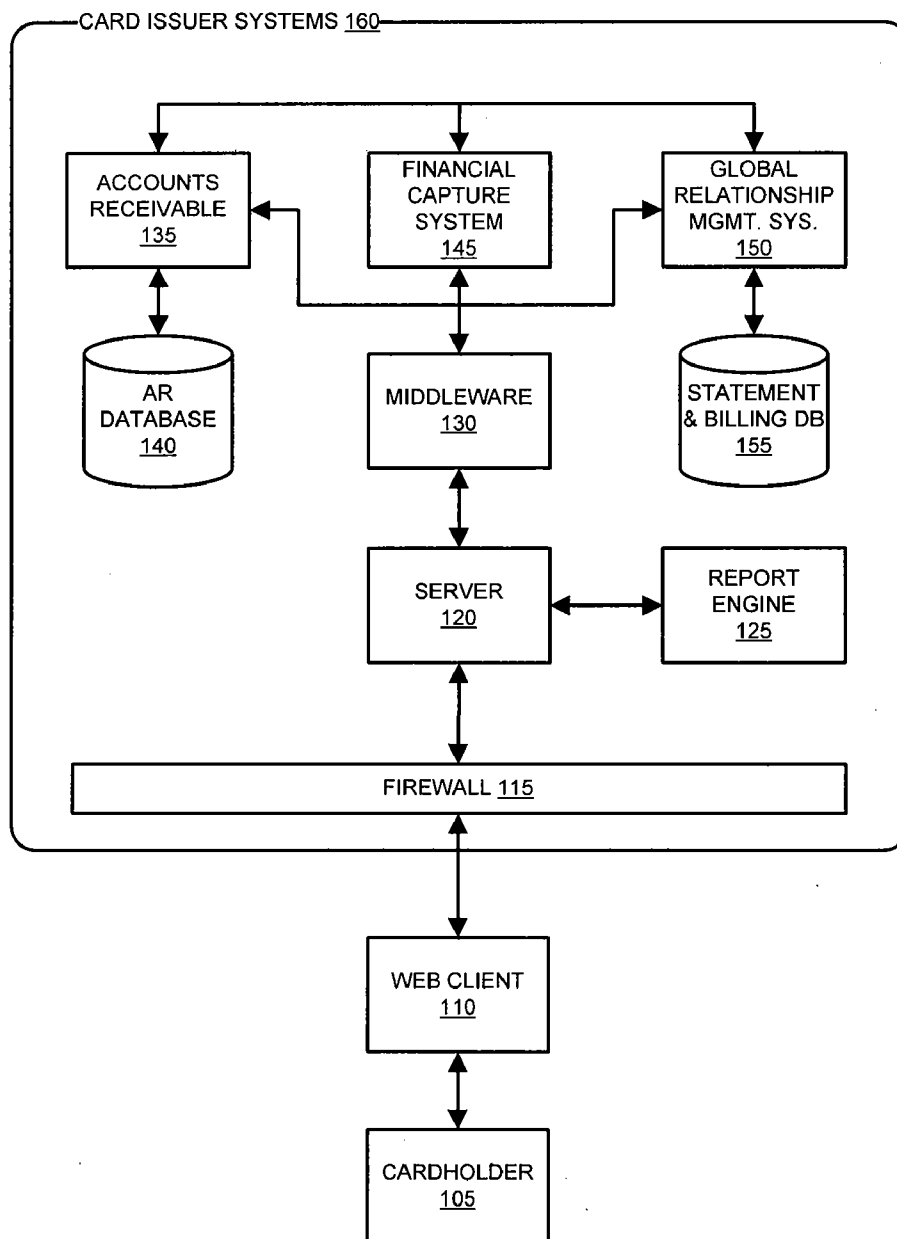 CARD ISSUER SYSTEMS 160
ACCOUNTS
RECEIVABLE
135
FINANCIAL
CAPTURE
SYSTEM
145
GLOBAL
RELATIONSHIP
MGMT. SYS.
150
AR
DATABASE
140
MIDDLEWARE
130
STATEMENT
& BILLING DB
155
SERVER
120
REPORT
ENGINE
125
FIREWALL 115
WEB CLIENT
110
CARDHOLDER
105